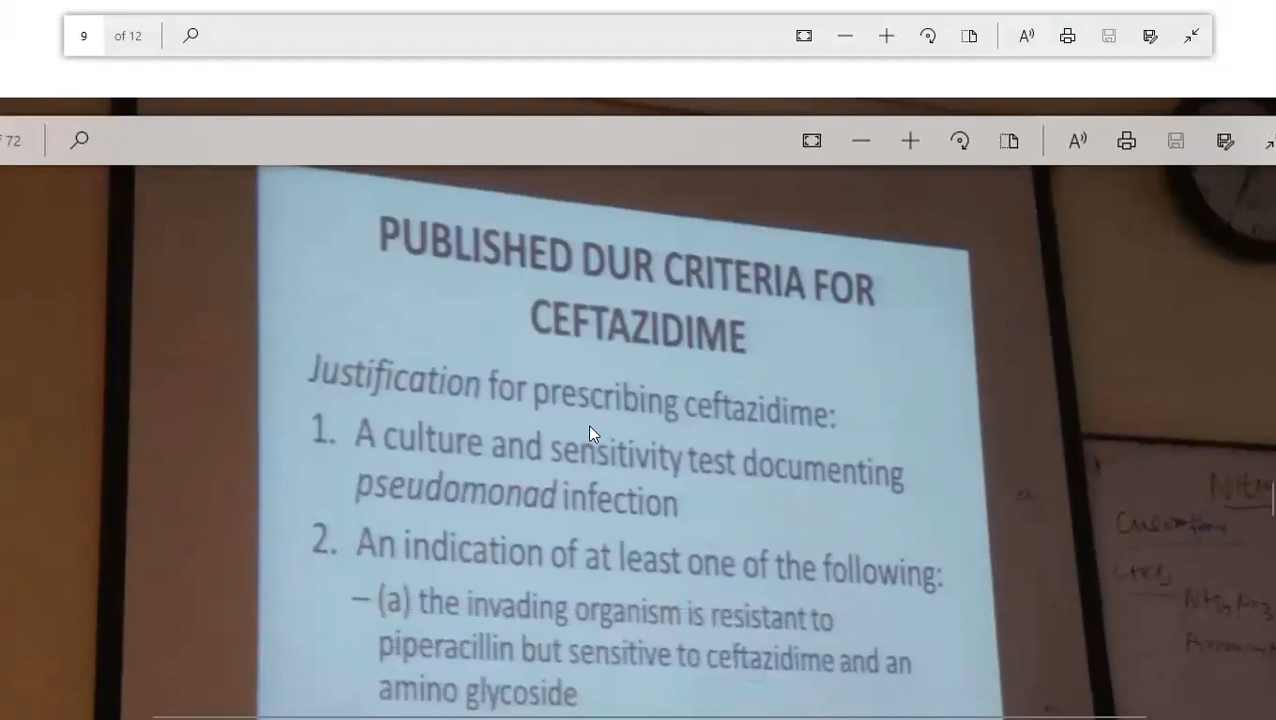 9 of 12
of 72
PUBLISHED DUR CRITERIA FOR
CEFTAZIDIME
Justification for prescribing ceftazidime:
1. A culture and sensitivity test documenting
pseudomonad infection
2. An indication of at least one of the following:
– (a) the invading organism is resistant to
piperacillin but sensitive to ceftazidime and an
amino glycoside